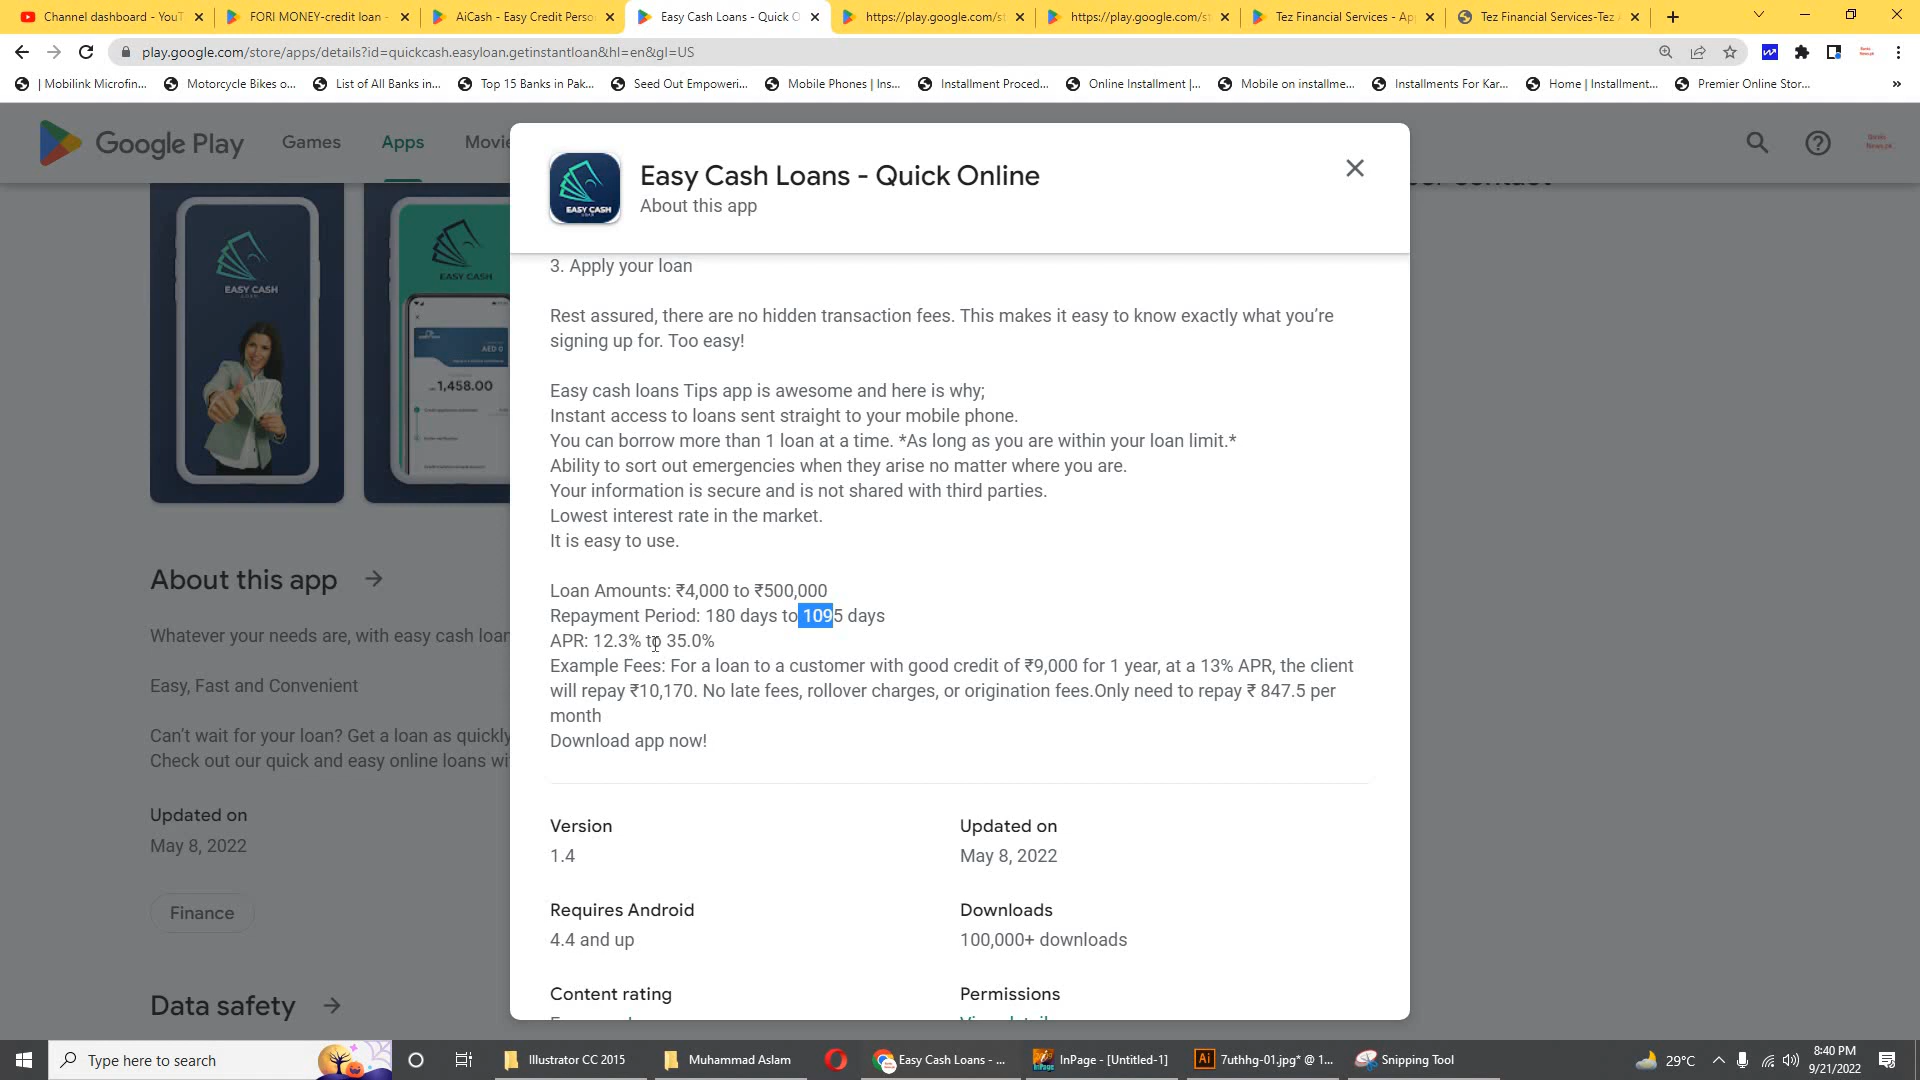 Channel dashboard - YouT
FORI MONEY-credit loan -
AiCash - Easy Credit Perso
Easy Cash Loans - Quick O
https://play.google.com/st
https://play.google.com/st
Tez Financial Services - Ap
Tez Financial Services-Tez A
play.google.com/store/apps/details?id=quickcash.easyloan.getinstantloan&hl=en&gl=US
| Mobilink Microfin...
Motorcycle Bikes o...
List of All Banks in...
Top 15 Banks in Pak...
Seed Out Empoweri...
Mobile Phones | Ins...
Installment Proced...
Online Installment |...
Mobile on installme...
Installments For Kar...
Home | Installment...
Premier Online Stor...
Google Play
Games
Apps
Movi
Easy Cash Loans - Quick Online
About this app
3. Apply your loan
Rest assured, there are no hidden transaction fees. This makes it easy to know exactly what you’re
signing up for. Too easy!
Easy cash loans Tips app is awesome and here is why;
Instant access to loans sent straight to your mobile phone.
You can borrow more than 1 loan at a time. *As long as you are within your loan limit.*
Ability to sort out emergencies when they arise no matter where you are.
Your information is secure and is not shared with third parties.
Lowest interest rate in the market.
It is easy to use.
Loan Amounts: ₹4,000 to ₹500,000
Repayment Period: 180 days to 1095 days
APR: 12.3% to 35.0%
Example Fees: For a loan to a customer with good credit of ₹9,000 for 1 year, at a 13% APR, the client
will repay ₹10,170. No late fees, rollover charges, or origination fees.Only need to repay ₹ 847.5 per
month
Download app now!
Version
1.4
Updated on
May 8, 2022
Requires Android
4.4 and up
Downloads
100,000+ downloads
Content rating
Permissions
EASY CASH
LOAN
EASY CASH
AED 0
1,458.00
EASY CASH
About this app
Whatever your needs are, with easy cash loan
Easy, Fast and Convenient
Can’t wait for your loan? Get a loan as quickly
Check out our quick and easy online loans wi
Updated on
May 8, 2022
Finance
Data safety
Type here to search
Illustrator CC 2015
Muhammad Aslam
Easy Cash Loans - ...
InPage - [Untitled-1]
7uthhg-01.jpg* @ 1...
Snipping Tool
29°C
8:40 PM
9/21/2022